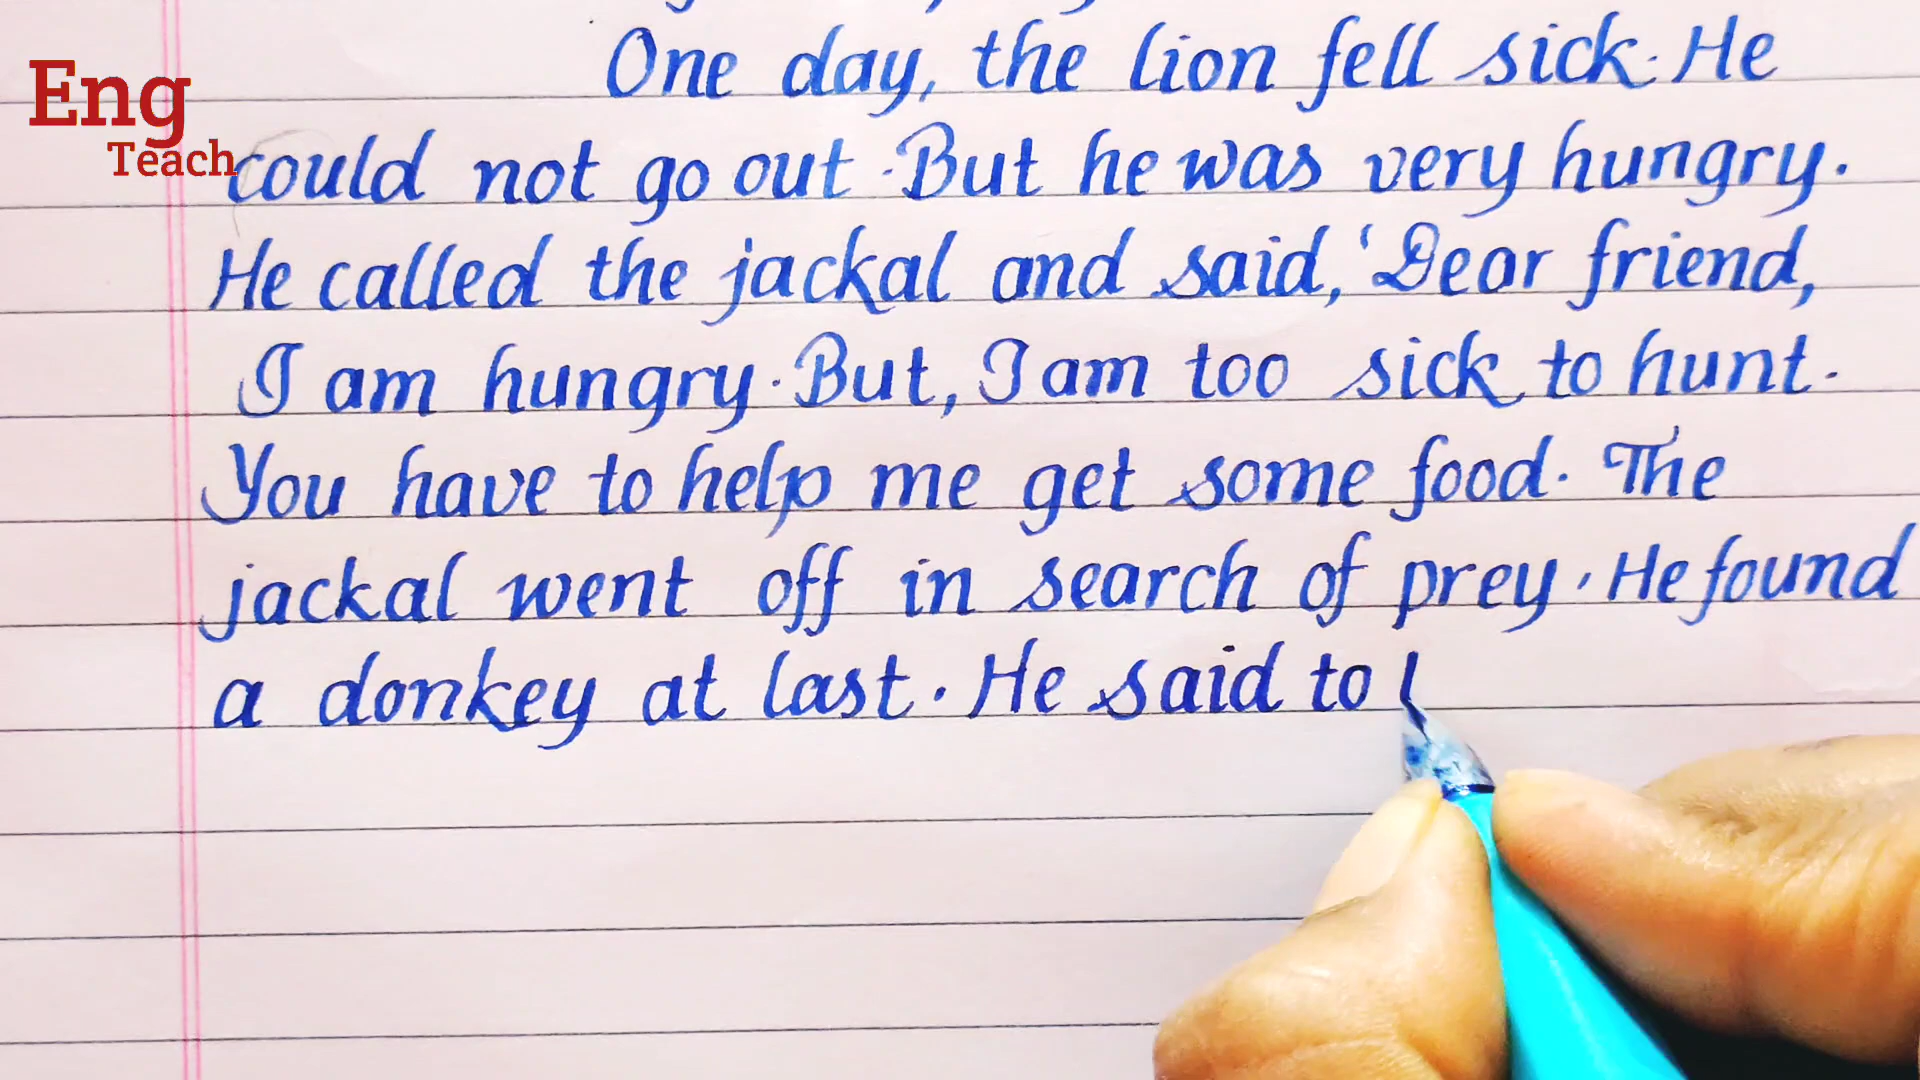 Eng
Teach
One day, the lion fell sick. He
could not go out. But he was very hungry.
He called the jackal and said, 'Dear friend,
I am hungry. But, I am too sick to hunt.
You have to help me get some food. The
jackal went off in search of prey. He found
a donkey at last. He said to